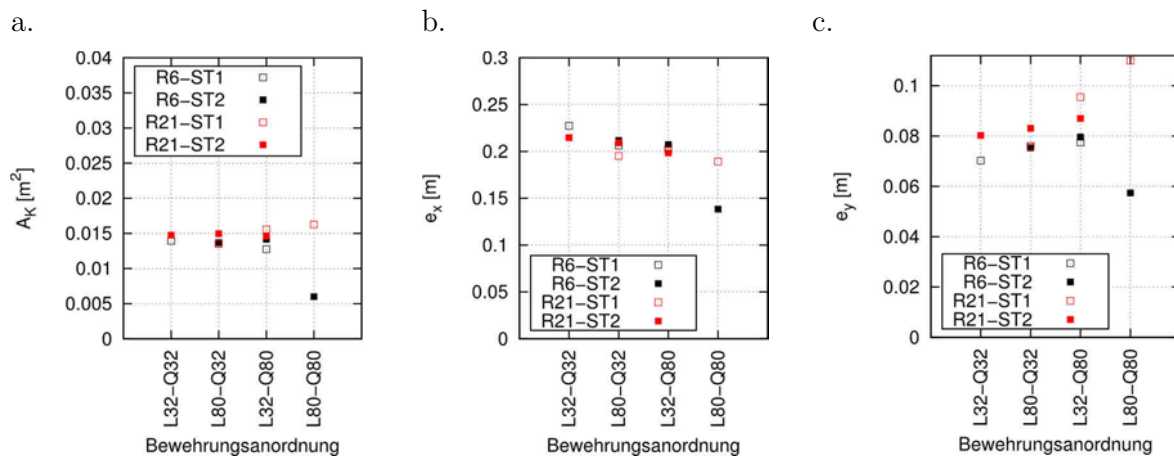 a.
0.04
0.035
0.03
0.025
0.02
0.015
0.01
0.005
0
A_K [m²]
R6−ST1
R6−ST2
R21−ST1
R21−ST2
L32−Q32
L80−Q32
L32−Q80
L80−Q80
Bewehrungsanordnung
b.
0.3
0.25
0.2
0.15
0.1
0.05
0
e_x [m]
R6−ST1
R6−ST2
R21−ST1
R21−ST2
L32−Q32
L80−Q32
L32−Q80
L80−Q80
Bewehrungsanordnung
c.
0.1
0.08
0.06
0.04
0.02
0
e_y [m]
R6−ST1
R6−ST2
R21−ST1
R21−ST2
L32−Q32
L80−Q32
L32−Q80
L80−Q80
Bewehrungsanordnung